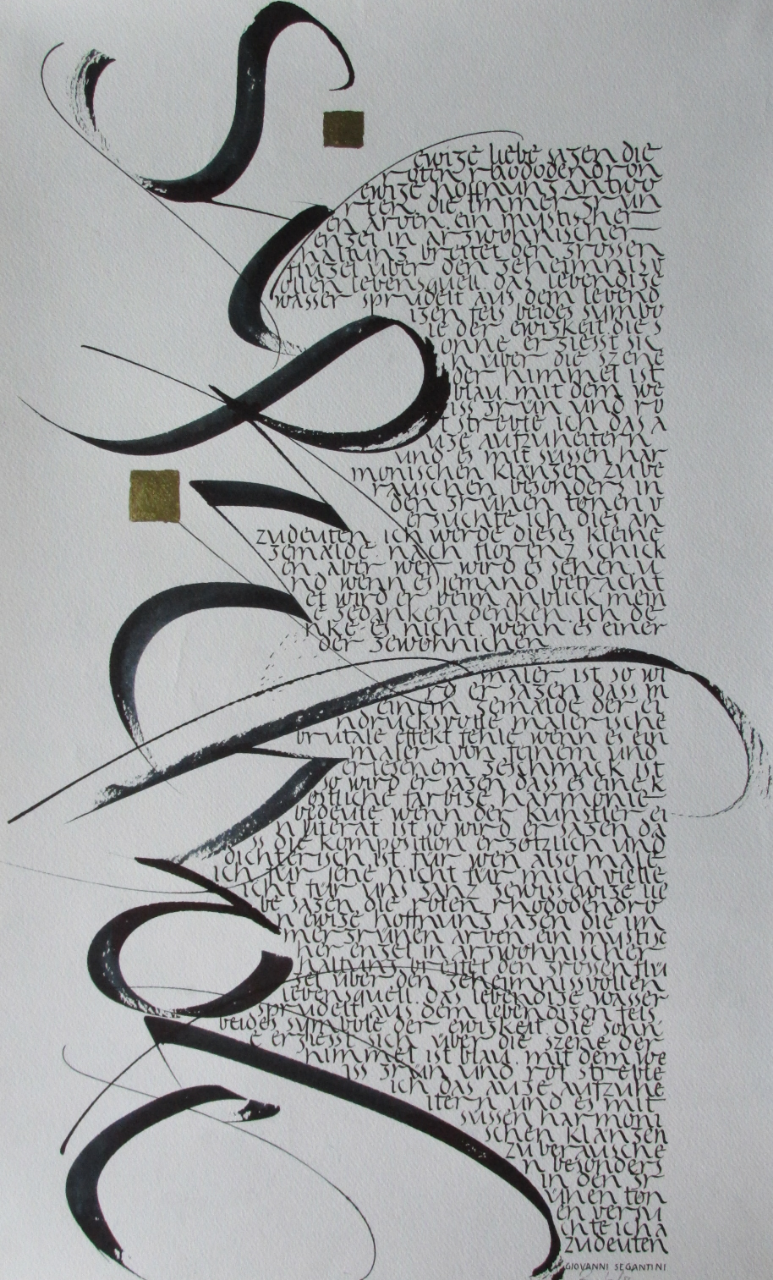 ewige liebe sagen die
roten rhododendron
ewige hoffnung antwo
rten die immer grün
en arven. ein mystischer
engel in argwöhnischer
haltung breitet den grossen
flügel über den geheimnisv
ollen lebensquell. das lebendige
wasser sprudelt aus dem lebend
igen fels beides symbo
le der ewigkeit. die s
onne ergiesst sic
h über die szene
der himmel ist
blau. mit dem we
iss grün und ro
t strebte ich das a
uge aufzuheitern
und es mit süssen har
monischen klängen zu be
rauschen besonder in
den grünen tönen v
ersuchte ich dies an
zudeuten ich werde dieses kleine
gemälde nach florenz schick
en aber wer wird es sehen u
nd wenn es jemand betracht
et wird er beim anblick mein
e gedanken denken. ich de
nke es nicht. wenn es einer
der gewöhnlichen
maler ist so wi
rd er sagen dass m
einem gemälde der ei
ndrucksvolle malerische
brutale effekt fehle wenn es ein
maler von feinem und
erlesenem geschmack ist
so wird er sagen dass es eine k
östliche farbige harmonie
bedeute wenn der künstler ei
n literat ist so wird er sagen da
ss die komposition ergötzlich und
dichterisch ist für wen also male
ich für jene nicht für mich vielle
icht für uns ganz gewiss ewige lie
be sagen die roten rhododendro
n ewige hoffnung sagen die im
mergrünen arven ein mystisc
her engel in argwöhnischer
haltung breitet den grossen flü
gel über den geheimnisvollen
lebensquell. das lebendige wasser
sprudelt aus dem lebendigen fels
beides symbole der ewigkeit die sonn
e ergiesst sich über die szene der
himmel ist blau. mit dem we
iss grün und rot strebte
ich das auge aufzuhe
itern und es mit
süssen harmoni
schen klängen
zu berausche
n besonders
in den gr
ünen tön
en versu
chte ich a
zudeuten
GIOVANNI SEGANTINI